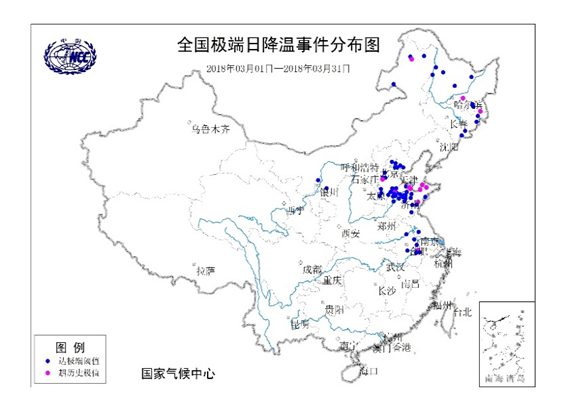 全国极端日降温事件分布图
2018年03月01日—2018年03月31日
NCC
哈尔滨
乌鲁木齐
长春
沈阳
呼和浩特
北京
天津
石家庄
银川
太原
济南
西宁
郑州
西安
南京
合肥
上海
拉萨
成都
武汉
杭州
重庆
南昌
长沙
贵阳
福州
台北
昆明
广州
南宁
澳门
香港
海口
图 例
达极端阈值
超历史极值
国家气候中心
南海诸岛